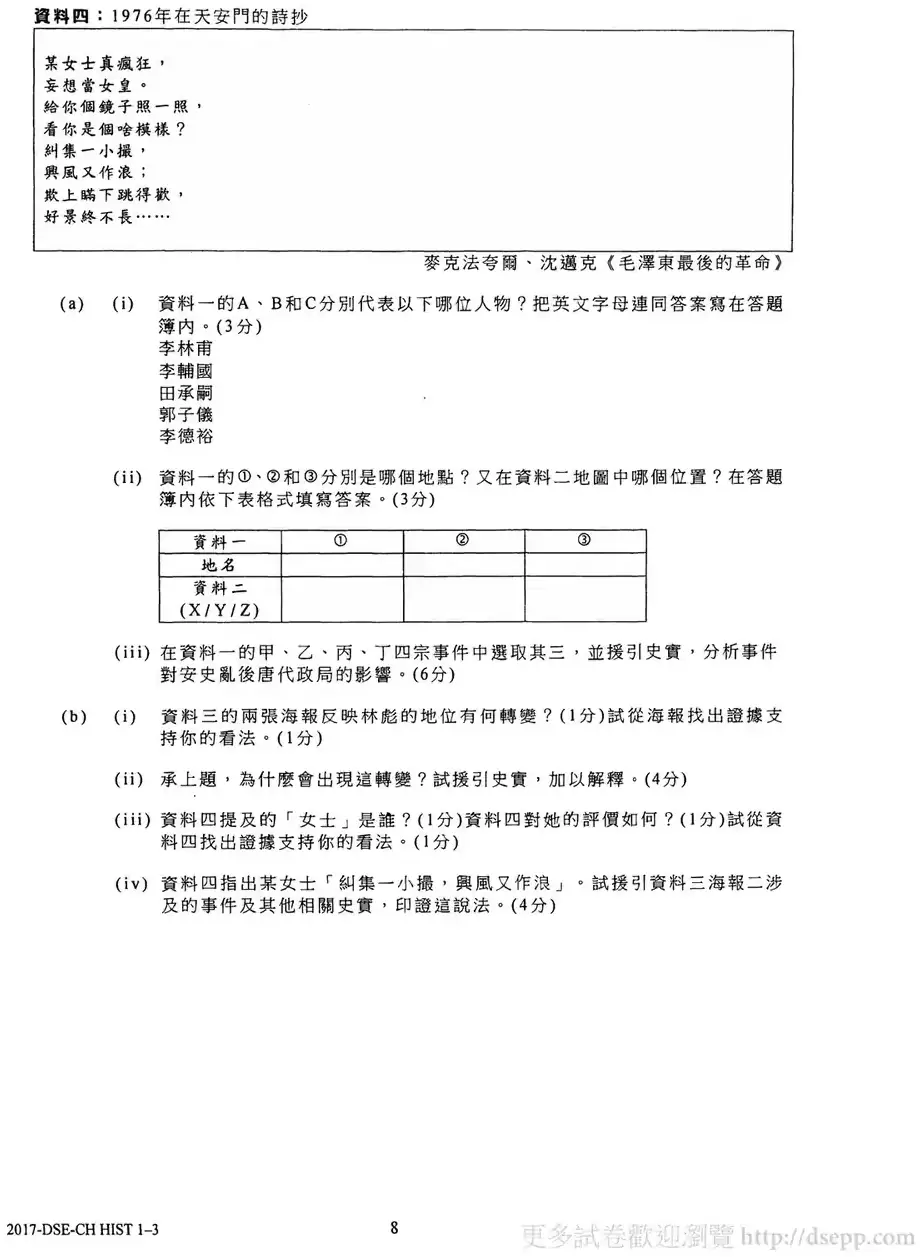 資料四：1976年在天安門的詩抄
某女士真瘋狂，
妄想當女皇。
給你個鏡子照一照，
看你是個啥模樣？
糾集一小撮，
興風又作浪；
欺上瞞下跳得歡，
好景終不長……
麥克法夸爾、沈邁克《毛澤東最後的革命》
(a) (i) 資料一的A、B和C分別代表以下哪位人物？把英文字母連同答案寫在答題
簿內。(3分)
李林甫
李輔國
田承嗣
郭子儀
李德裕
(ii) 資料一的①、②和③分別是哪個地點？又在資料二地圖中哪個位置？在答題
簿內依下表格式填寫答案。(3分)
資料一 ① ② ③
地名
資料二
(X/Y/Z)
(iii) 在資料一的甲、乙、丙、丁四宗事件中選取其三，並援引史實，分析事件
對安史亂後唐代政局的影響。(6分)
(b) (i) 資料三的兩張海報反映林彪的地位有何轉變？(1分)試從海報找出證據支
持你的看法。(1分)
(ii) 承上題，為什麼會出現這轉變？試援引史實，加以解釋。(4分)
(iii) 資料四提及的「女士」是誰？(1分)資料四對她的評價如何？(1分)試從資
料四找出證據支持你的看法。(1分)
(iv) 資料四指出某女士「糾集一小撮，興風又作浪」。試援引資料三海報二涉
及的事件及其他相關史實，印證這說法。(4分)
2017-DSE-CH HIST 1–3
8
更多試卷歡迎瀏覽 http://dsepp.com